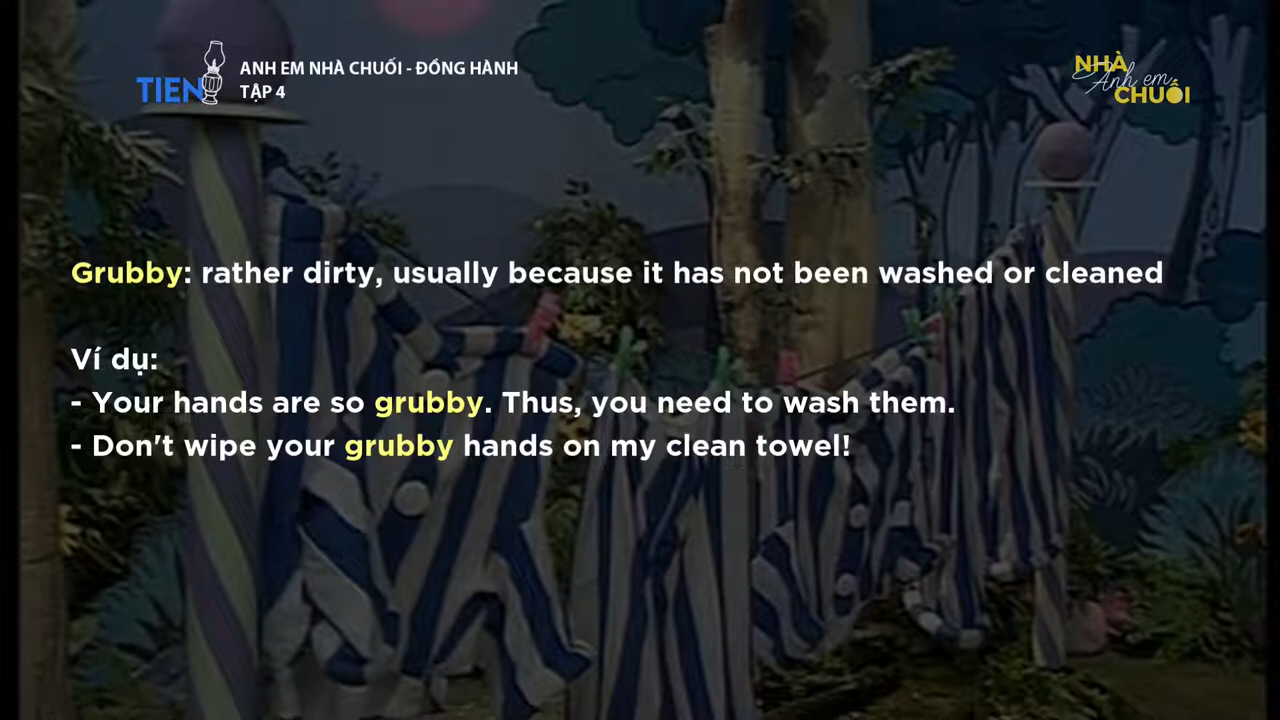 TIEN
ANH EM NHÀ CHUỐI - ĐỒNG HÀNH
TẬP 4
NHÀ
Anh em
CHUỐI
Grubby: rather dirty, usually because it has not been washed or cleaned
Ví dụ:
- Your hands are so grubby. Thus, you need to wash them.
- Don't wipe your grubby hands on my clean towel!